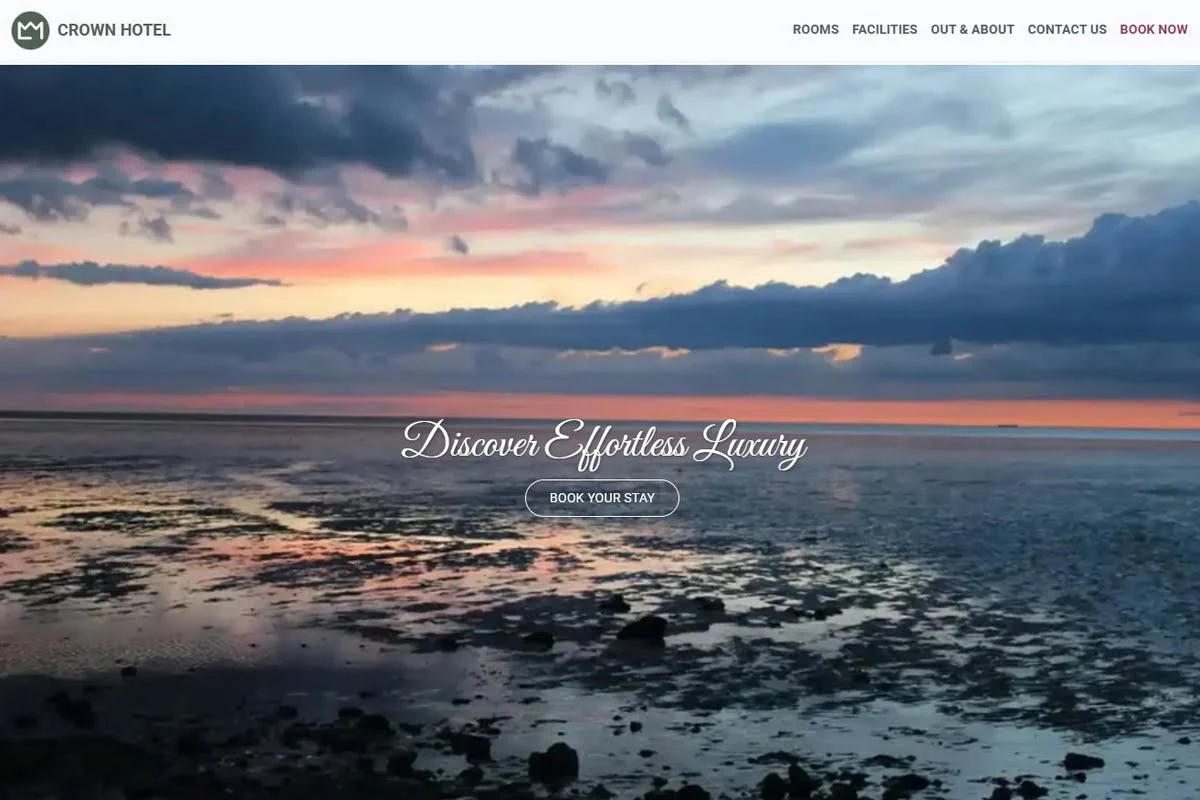 CROWN HOTEL
ROOMS FACILITIES OUT & ABOUT CONTACT US BOOK NOW
Discover Effortless Luxury
BOOK YOUR STAY